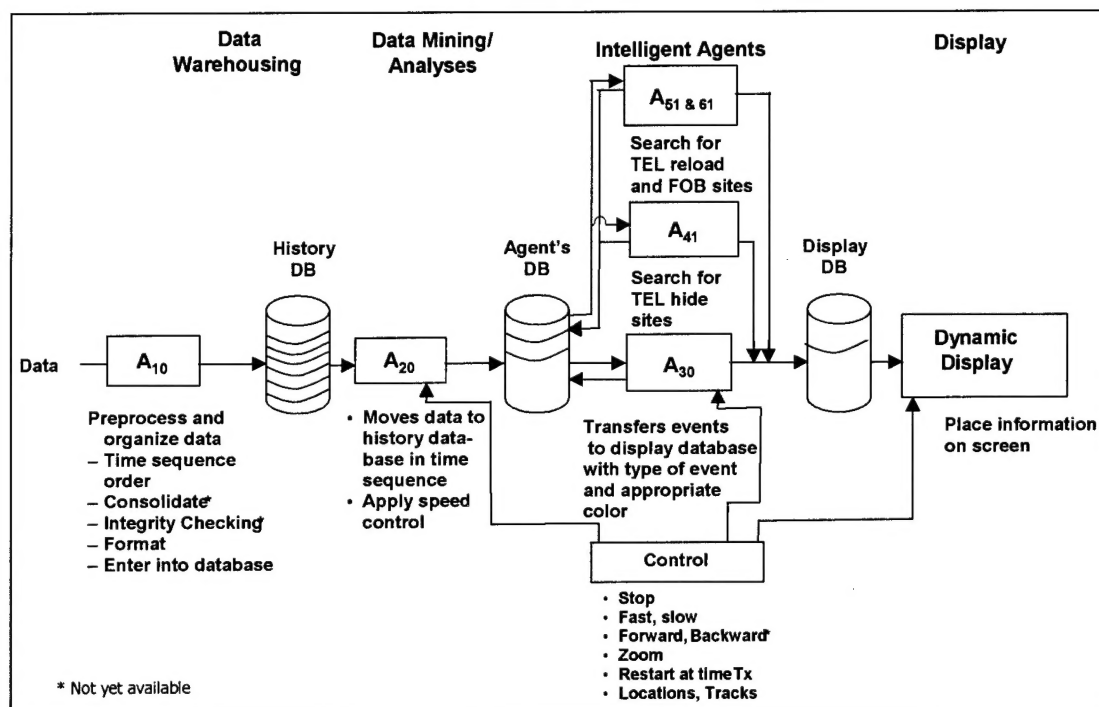 Data
Warehousing
Data Mining/
Analyses
Intelligent Agents
Display
A51 & 61
Search for
TEL reload
and FOB sites
A41
Search for
TEL hide
sites
History
DB
Agent's
DB
Display
DB
Data
A10
A20
A30
Dynamic
Display
Preprocess and
organize data
– Time sequence
order
– Consolidate*
– Integrity Checking*
– Format
– Enter into database
• Moves data to
history data-
base in time
sequence
• Apply speed
control
Transfers events
to display database
with type of event
and appropriate
color
Place information
on screen
Control
• Stop
• Fast, slow
• Forward, Backward*
• Zoom
• Restart at timeTx
• Locations, Tracks
* Not yet available